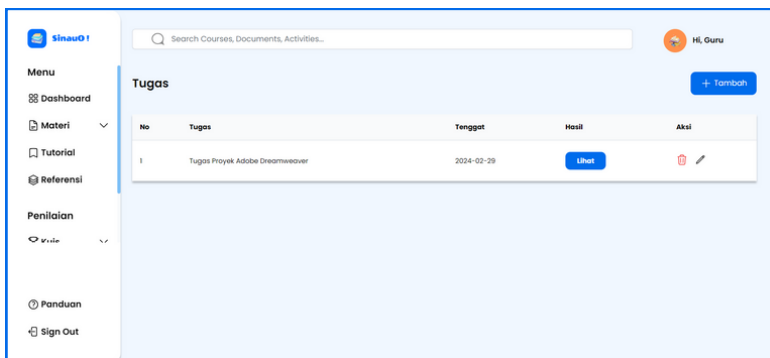 SinauO !
Search Courses, Documents, Activities...
Hi, Guru
Menu
Dashboard
Materi
Tutorial
Referensi
Penilaian
Kuis
Panduan
Sign Out
Tugas
+ Tambah
No Tugas Tenggat Hasil Aksi
1 Tugas Proyek Adobe Dreamweaver 2024-02-29 Lihat